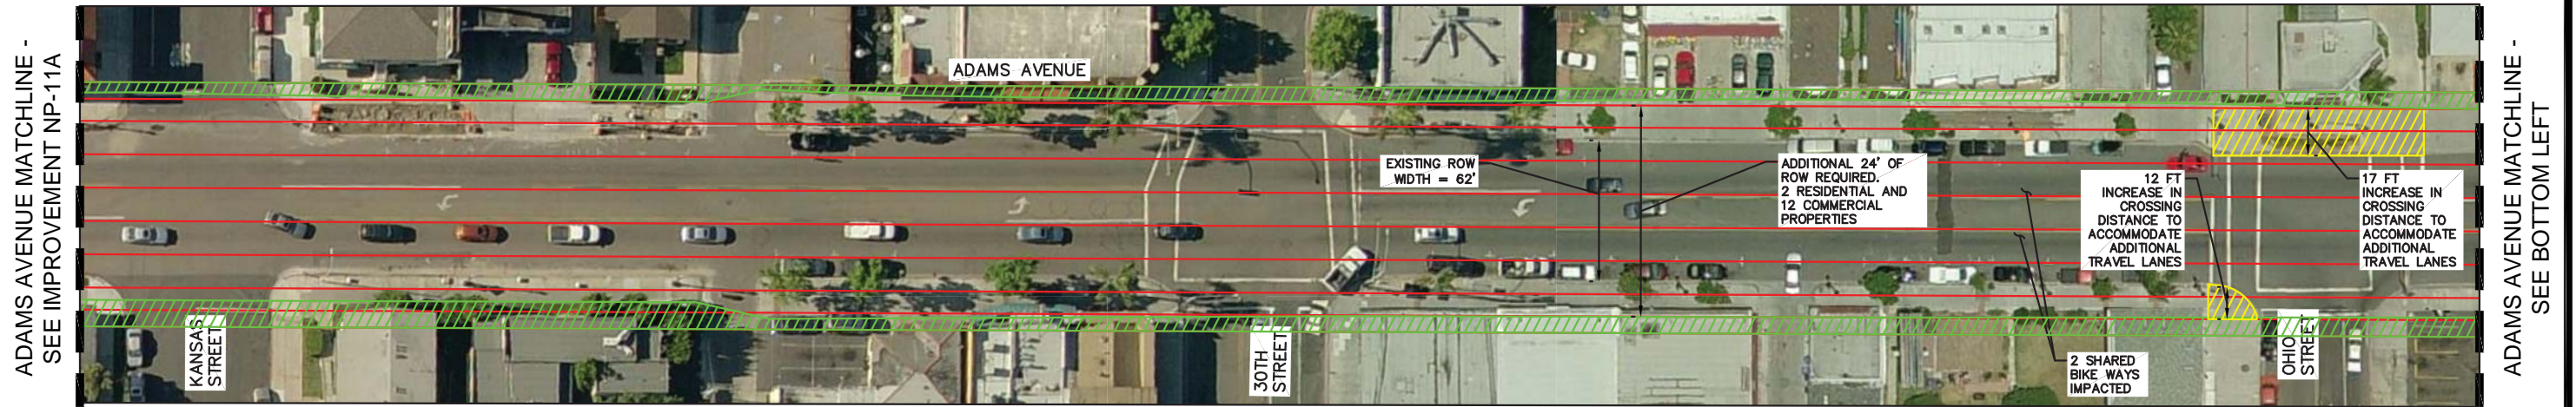 ADAMS AVENUE MATCHLINE -
SEE IMPROVEMENT NP-11A
ADAMS AVENUE
KANSAS
STREET
30TH
STREET
EXISTING ROW
WIDTH = 62'
ADDITIONAL 24' OF
ROW REQUIRED.
2 RESIDENTIAL AND
12 COMMERCIAL
PROPERTIES
12 FT
INCREASE IN
CROSSING
DISTANCE TO
ACCOMMODATE
ADDITIONAL
TRAVEL LANES
17 FT
INCREASE IN
CROSSING
DISTANCE TO
ACCOMMODATE
ADDITIONAL
TRAVEL LANES
2 SHARED
BIKE WAYS
IMPACTED
OHIO
STREET
ADAMS AVENUE MATCHLINE -
SEE BOTTOM LEFT